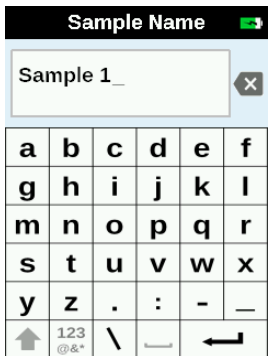 Sample Name
Sample 1_
a b c d e f
g h i j k l
m n o p q r
s t u v w x
y z . : - _
123
@&* \